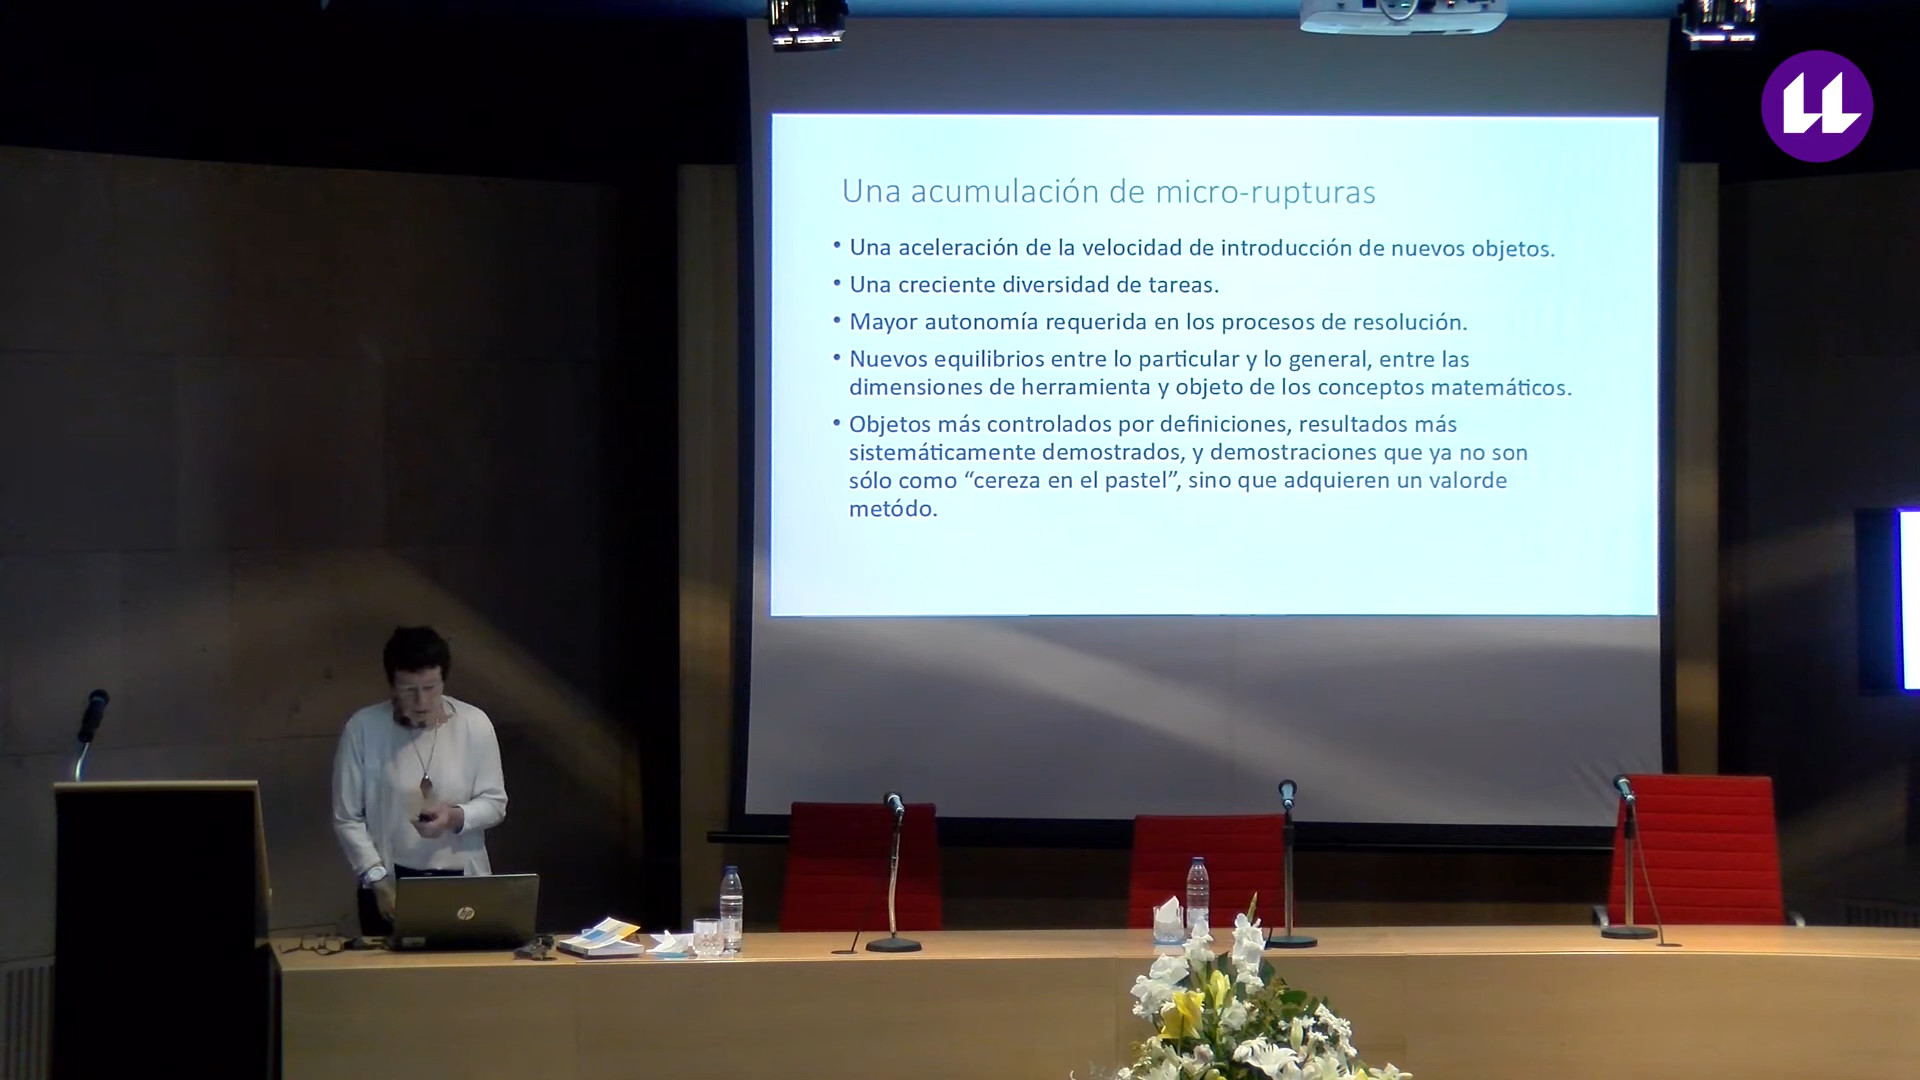 Una acumulación de micro-rupturas
• Una aceleración de la velocidad de introducción de nuevos objetos.
• Una creciente diversidad de tareas.
• Mayor autonomía requerida en los procesos de resolución.
• Nuevos equilibrios entre lo particular y lo general, entre las
dimensiones de herramienta y objeto de los conceptos matemáticos.
• Objetos más controlados por definiciones, resultados más
sistemáticamente demostrados, y demostraciones que ya no son
sólo como “cereza en el pastel”, sino que adquieren un valorde
metódo.
hp